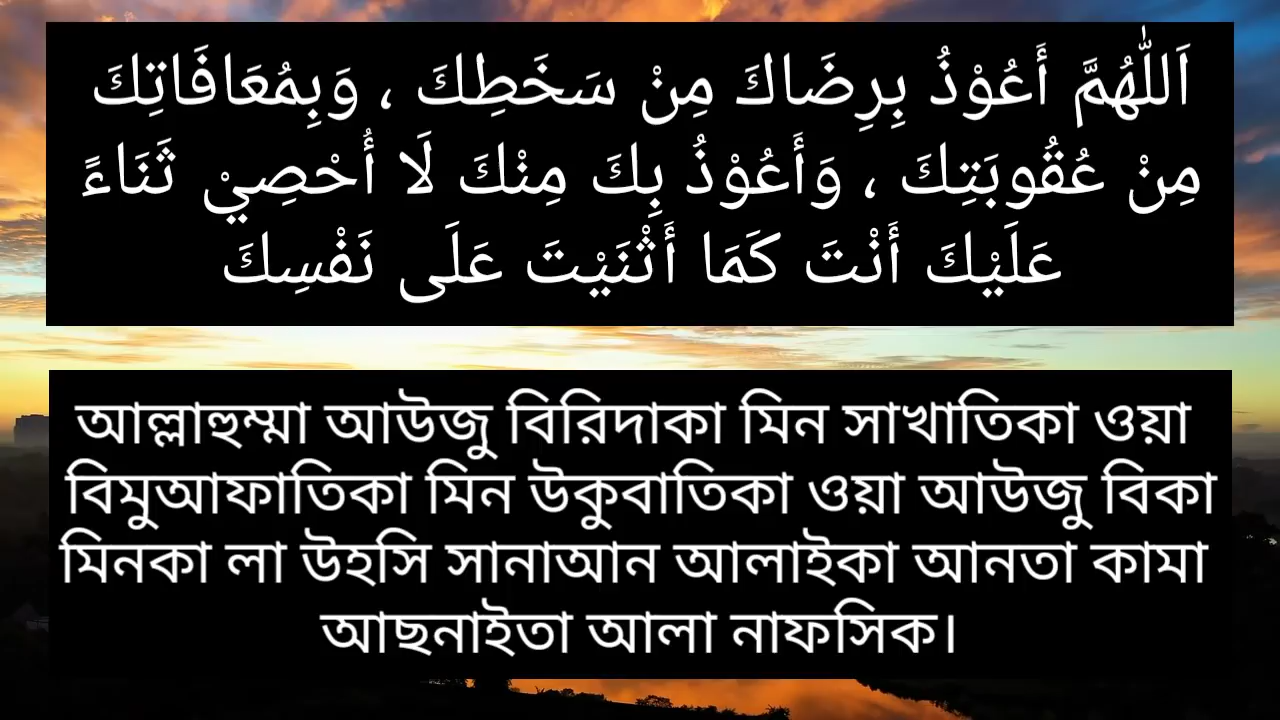 اَللّٰهُمَّ أَعُوْذُ بِرِضَاكَ مِنْ سَخَطِكَ ، وَبِمُعَافَاتِكَ
مِنْ عُقُوبَتِكَ ، وَأَعُوْذُ بِكَ مِنْكَ لَا أُحْصِيْ ثَنَاءً
عَلَيْكَ أَنْتَ كَمَا أَثْنَيْتَ عَلَى نَفْسِكَ
আল্লাহুম্মা আউজু বিরিদাকা মিন সাখাতিকা ওয়া
বিমুআফাতিকা মিন উকুবাতিকা ওয়া আউজু বিকা
মিনকা লা উহসি সানাআন আলাইকা আনতা কামা
আছনাইতা আলা নাফসিক।